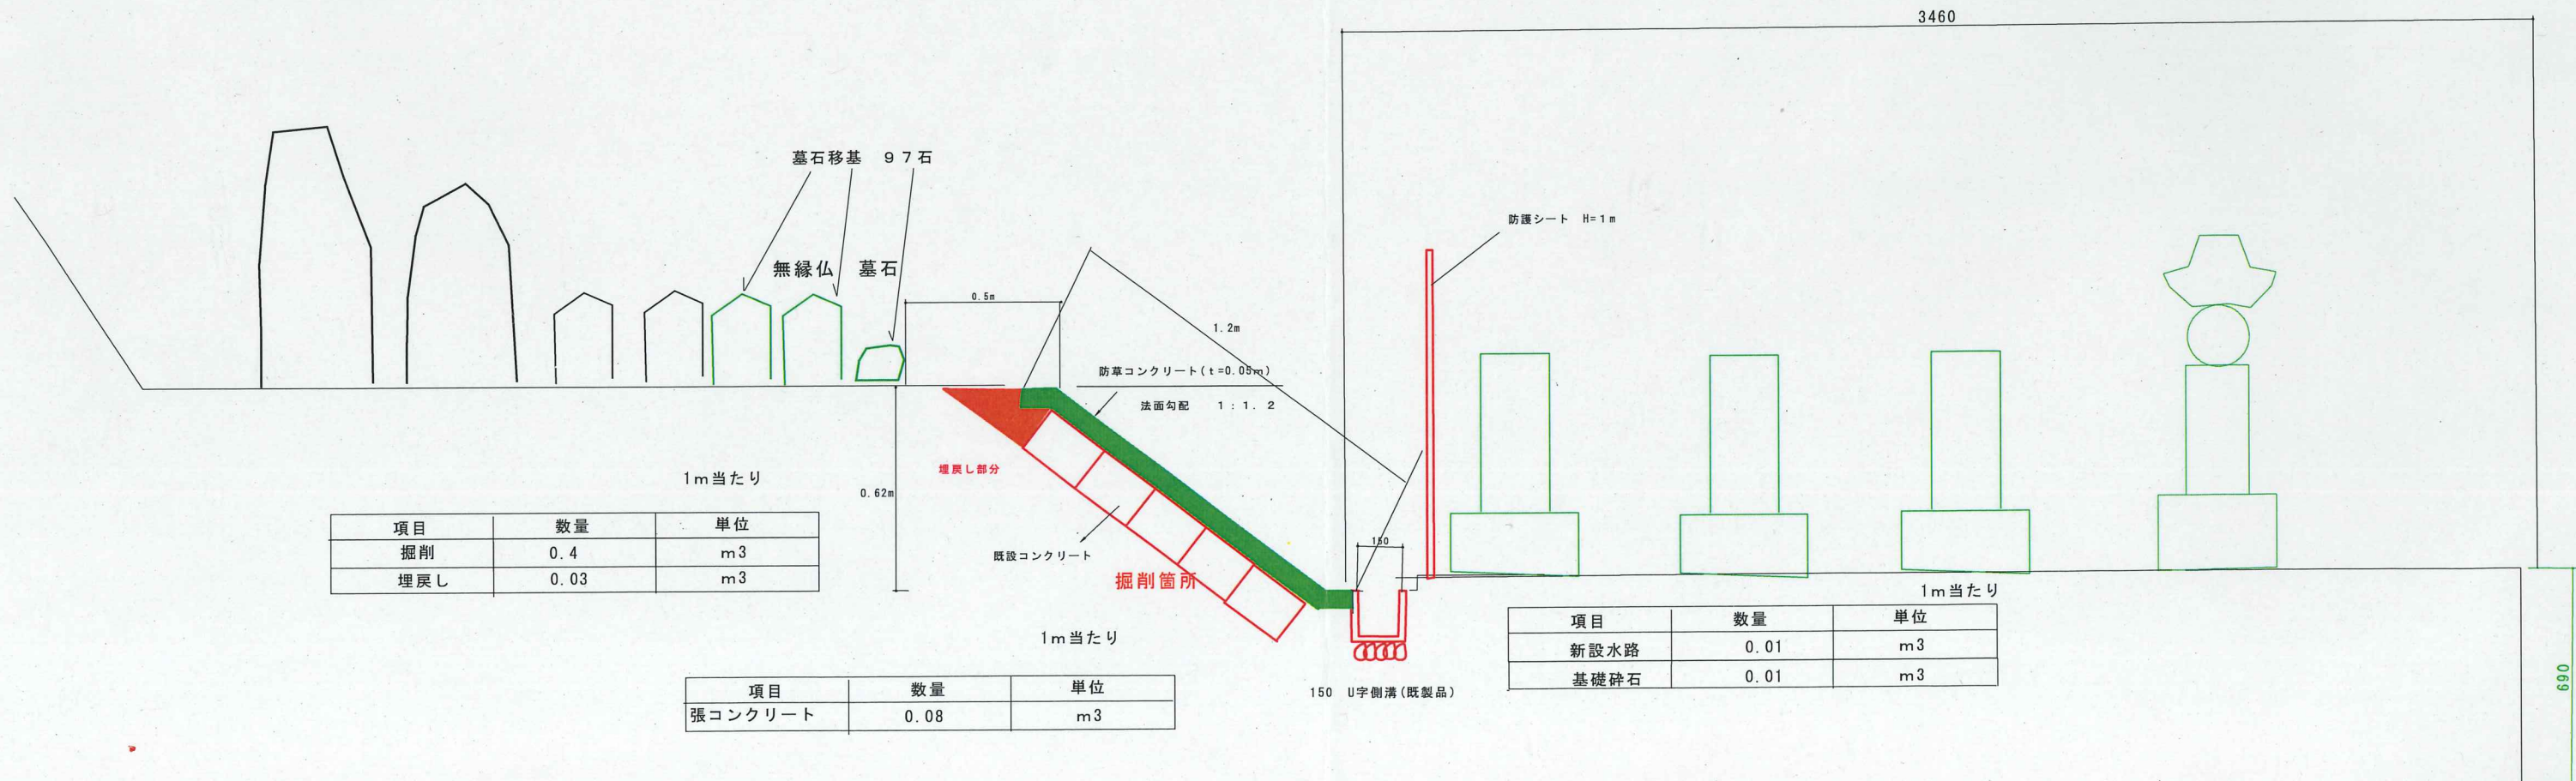 3460
墓石移基　９７石
防護シート　H=１m
無縁仏　墓石
0.5m
1.2m
防草コンクリート(t=0.05m)
法面勾配　１：１．２
埋戻し部分
1m当たり
0.62m
項目 数量 単位
掘削 0.4 m3
埋戻し 0.03 m3
既設コンクリート
掘削箇所
150
1m当たり
項目 数量 単位
新設水路 0.01 m3
基礎砕石 0.01 m3
1m当たり
項目 数量 単位
張コンクリート 0.08 m3
150　U字側溝(既製品)
690